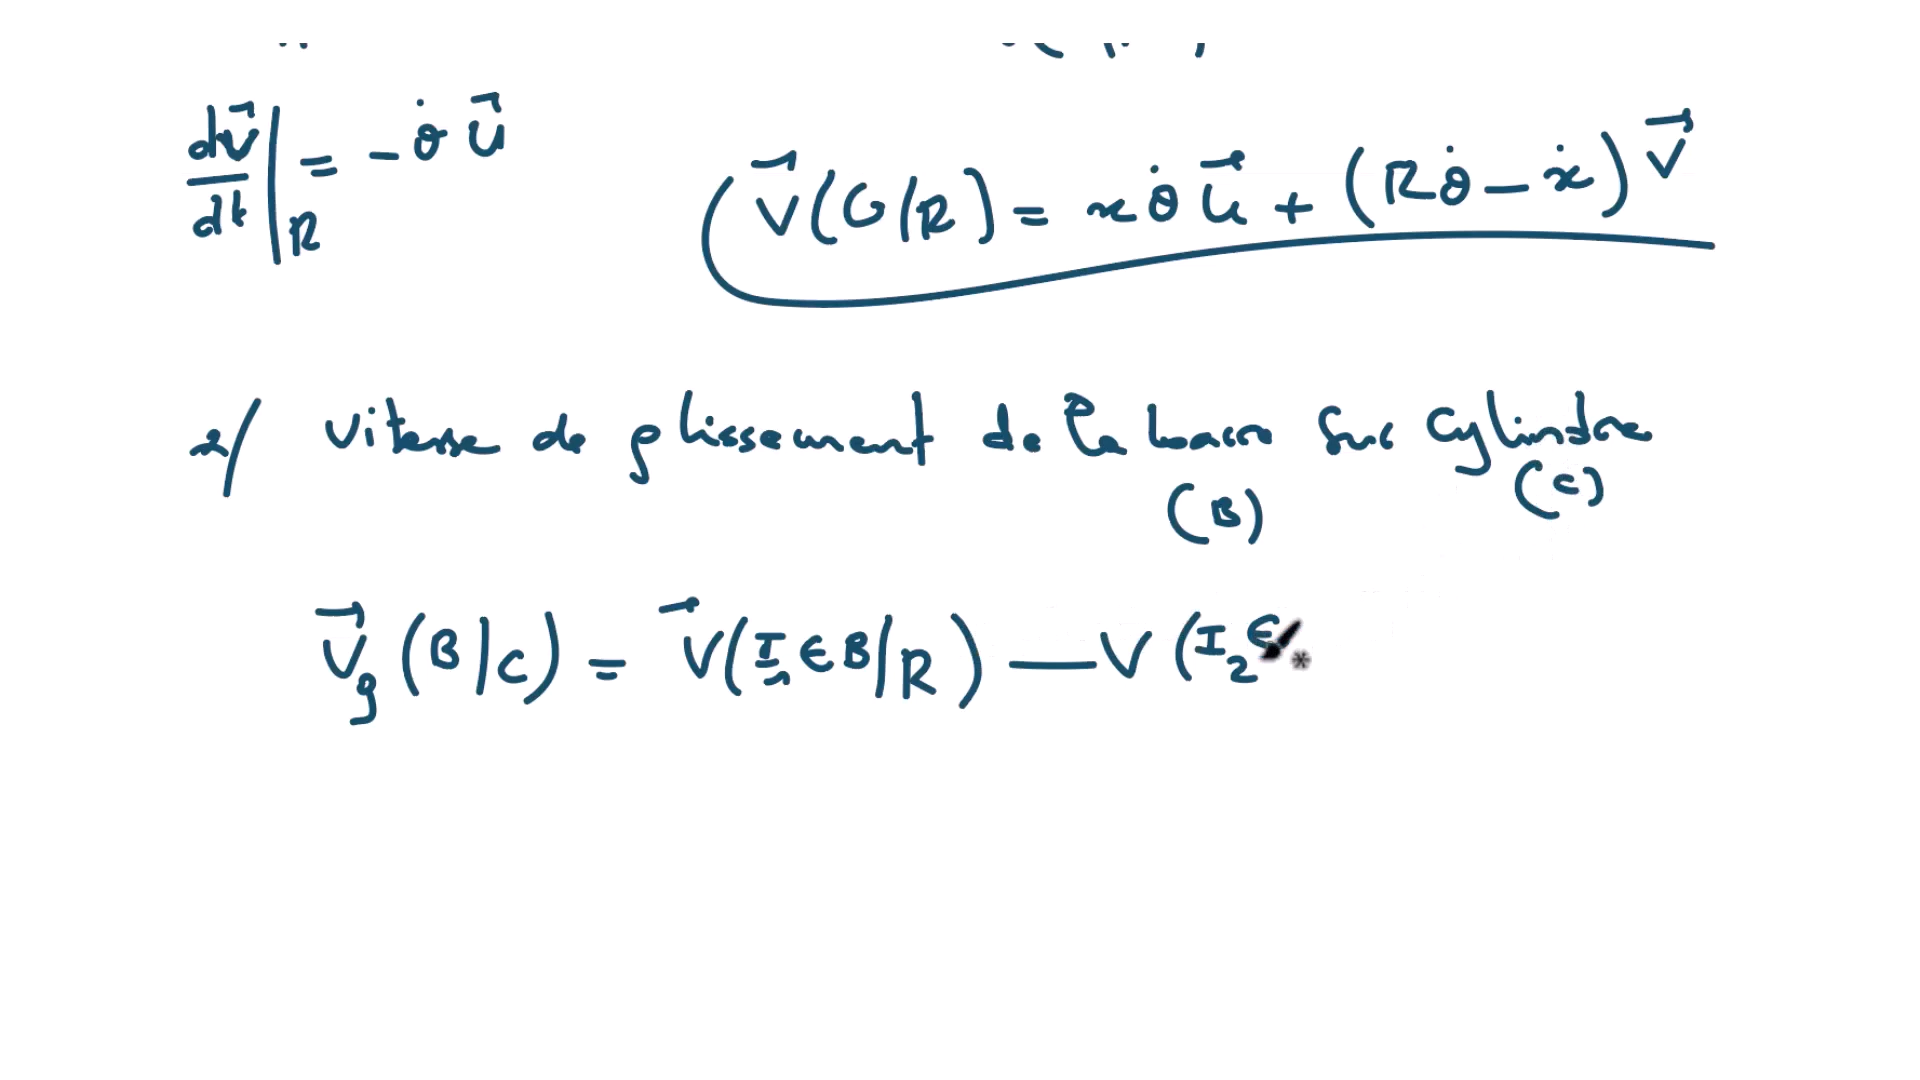 dv⃗/dt|R = - θ̇ u⃗
V⃗(G/R) = xθ̇ u⃗ + (Rθ̇ - ẋ) v⃗
2/ vitesse de glissement de la barre sur cylindre
(B) (C)
V⃗g (B/C) = V⃗(I₁ ∈ B/R) — V (I₂ ∈